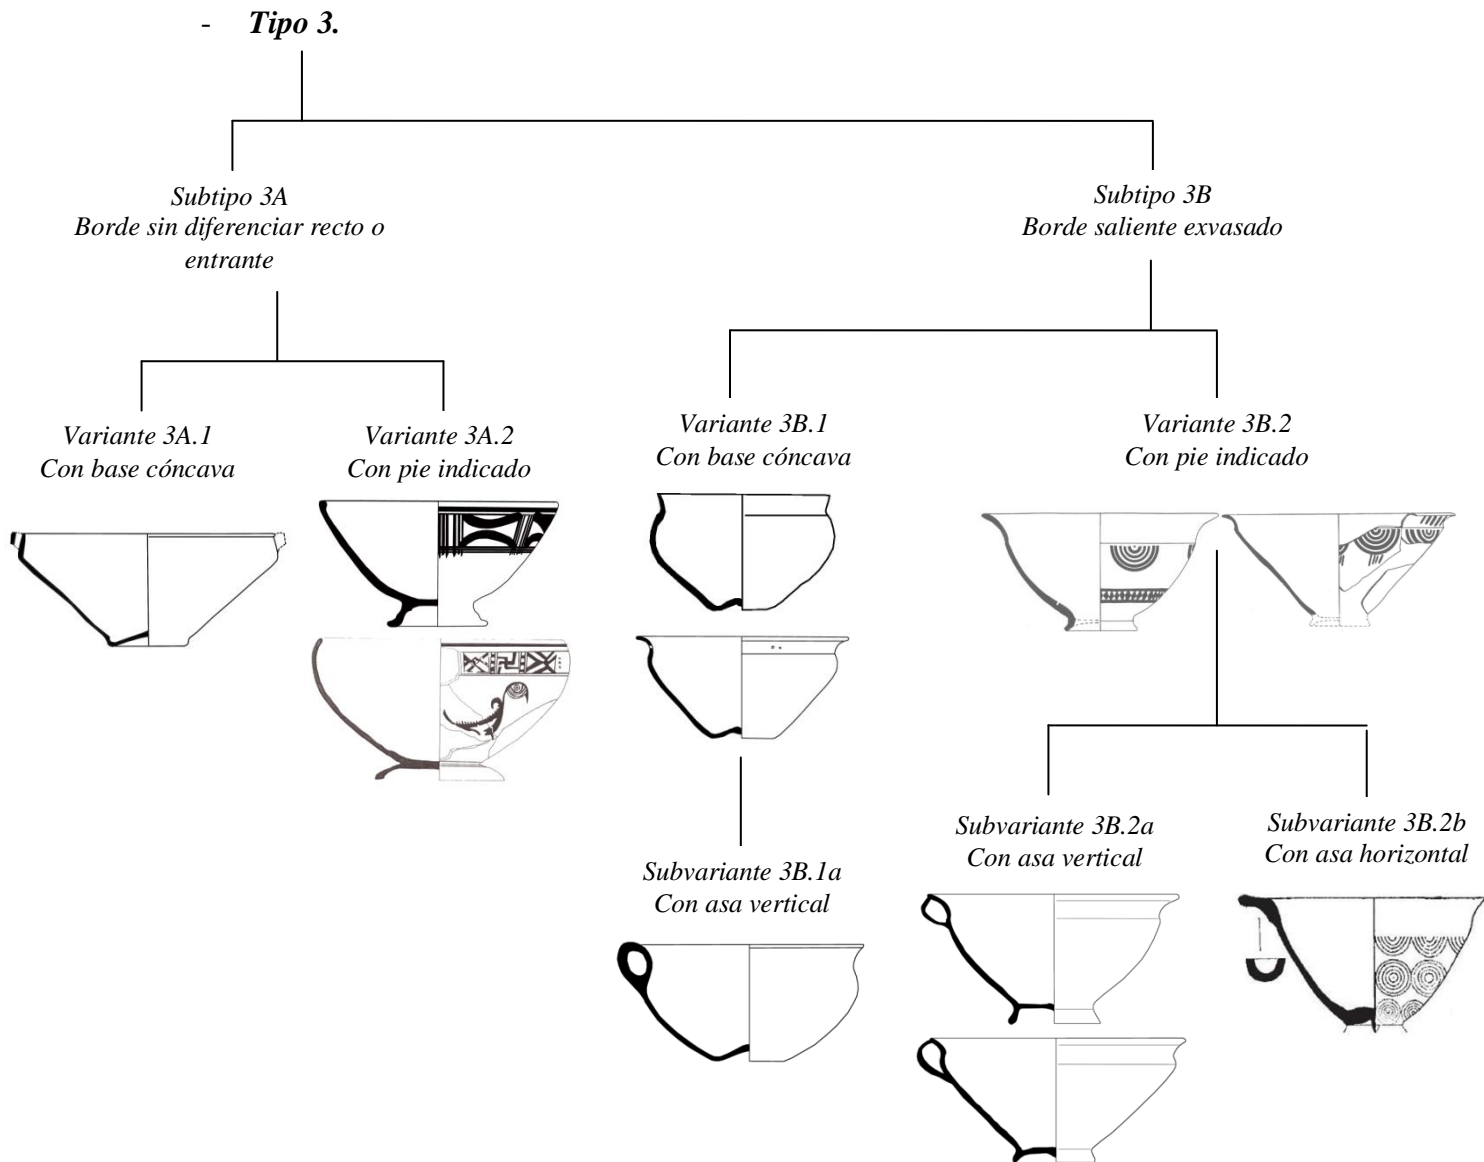 - Tipo 3.
Subtipo 3A
Borde sin diferenciar recto o
entrante
Subtipo 3B
Borde saliente exvasado
Variante 3A.1
Con base cóncava
Variante 3A.2
Con pie indicado
Variante 3B.1
Con base cóncava
Variante 3B.2
Con pie indicado
Subvariante 3B.1a
Con asa vertical
Subvariante 3B.2a
Con asa vertical
Subvariante 3B.2b
Con asa horizontal